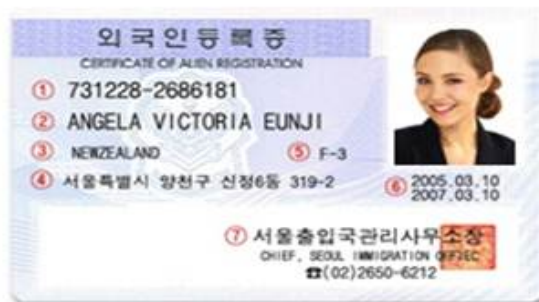 외국인등록증
CERTIFICATE OF ALIEN REGISTRATION
① 731228-2686181
② ANGELA VICTORIA EUNJI
③ NEWZEALAND ⑤ F-3
④ 서울특별시 양천구 신정6동 319-2
⑥ 2005.03.10
2007.03.10
⑦ 서울출입국관리사무소장
CHIEF, SEOUL IMMIGRATION OFFIEC
☎(02)2650-6212